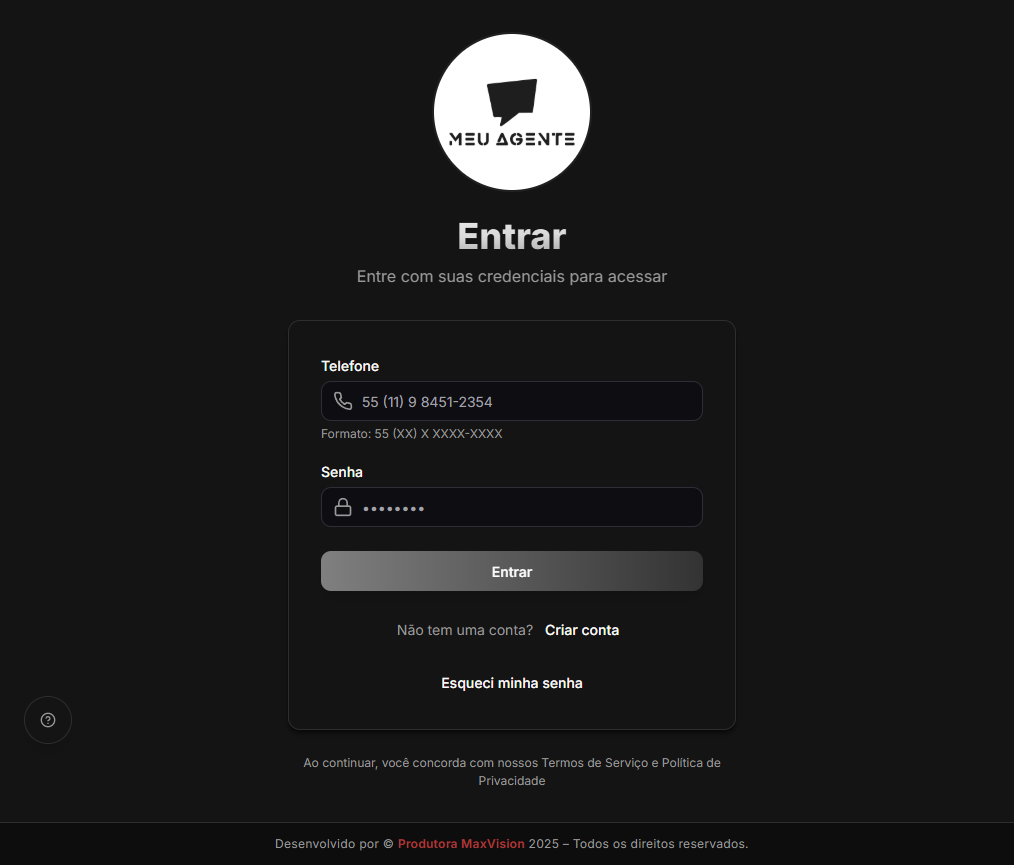 MEU AGENTE
Entrar
Entre com suas credenciais para acessar
Telefone
55 (11) 9 8451-2354
Formato: 55 (XX) X XXXX-XXXX
Senha
••••••••
Entrar
Não tem uma conta? Criar conta
Esqueci minha senha
?
Ao continuar, você concorda com nossos Termos de Serviço e Política de
Privacidade
Desenvolvido por © Produtora MaxVision 2025 – Todos os direitos reservados.